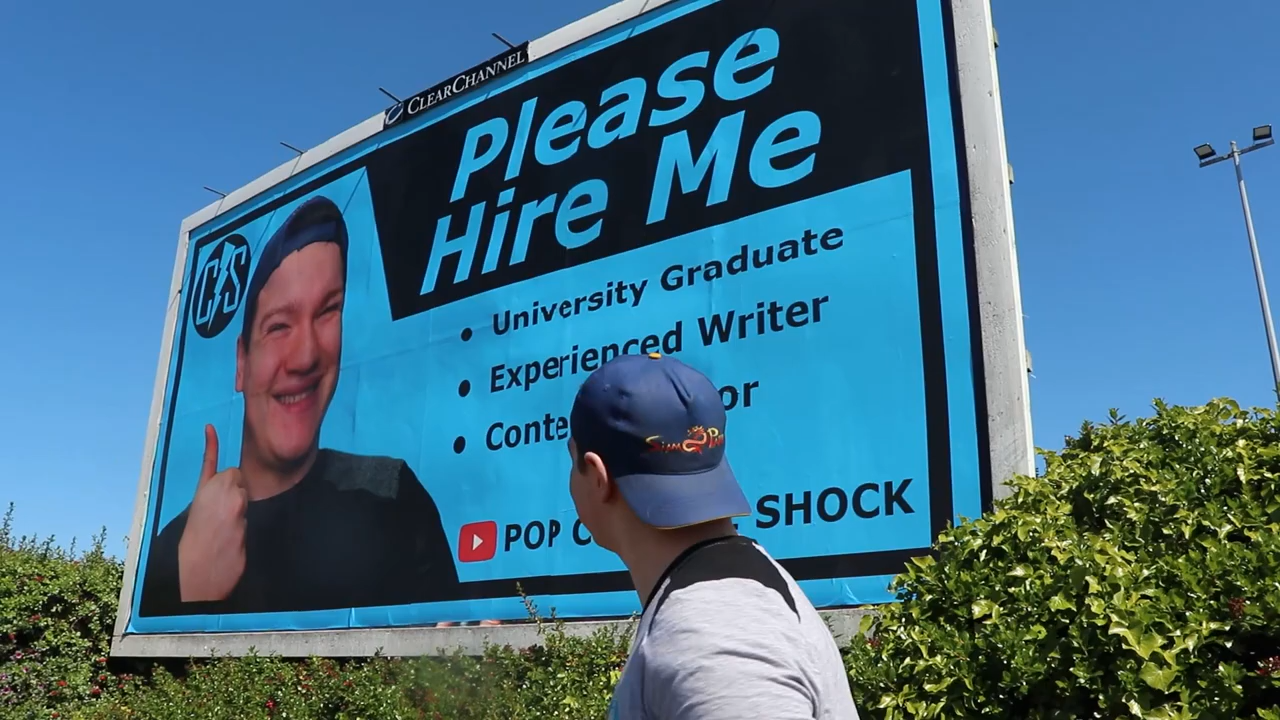 CLEARCHANNEL
Please
Hire Me
C S
• University Graduate
• Experienced Writer
• Conte or
POP C SHOCK